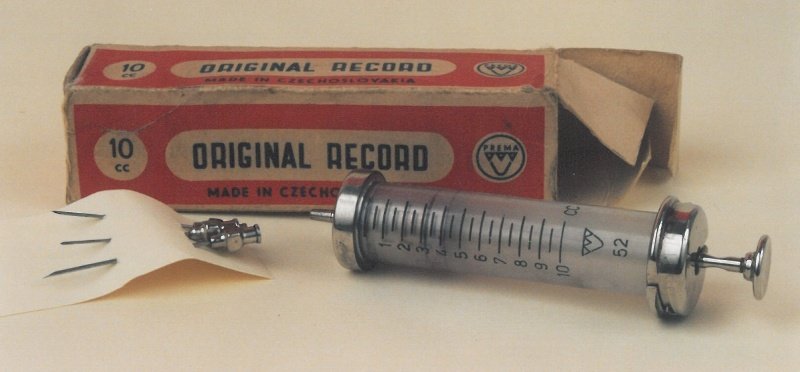 10
CC
ORIGINAL RECORD
MADE IN CZECHOSLOVAKIA
10
CC
ORIGINAL RECORD
PREMA
MADE IN CZECHO
1 2 3 4 5 6 7 8 9 10
CC
52